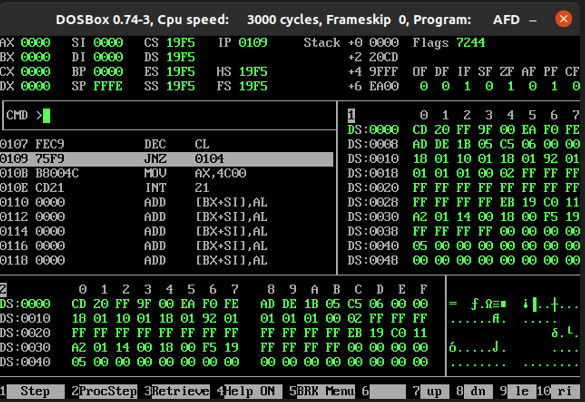 DOSBox 0.74-3, Cpu speed: 3000 cycles, Frameskip 0, Program: AFD
AX 0000 SI 0000 CS 19F5 IP 0109 Stack +0 0000 Flags 7244
BX 0000 DI 0000 DS 19F5 +2 20CD
CX 0000 BP 0000 ES 19F5 HS 19F5 +4 9FFF OF DF IF SF ZF AF PF CF
DX 0000 SP FFFE SS 19F5 FS 19F5 +6 EA00 0 0 1 0 1 0 1 0
CMD >
1 0 1 2 3 4 5 6 7
DS:0000 CD 20 FF 9F 00 EA F0 FE
DS:0008 AD DE 1B 05 C5 06 00 00
DS:0010 18 01 10 01 18 01 92 01
DS:0018 01 01 01 00 02 FF FF FF
DS:0020 FF FF FF FF FF FF FF FF
DS:0028 FF FF FF FF EB 19 C0 11
DS:0030 A2 01 14 00 18 00 F5 19
DS:0038 FF FF FF FF 00 00 00 00
DS:0040 05 00 00 00 00 00 00 00
DS:0048 00 00 00 00 00 00 00 00
0107 FEC9 DEC CL
0109 75F9 JNZ 0104
010B B8004C MOV AX,4C00
010E CD21 INT 21
0110 0000 ADD [BX+SI],AL
0112 0000 ADD [BX+SI],AL
0114 0000 ADD [BX+SI],AL
0116 0000 ADD [BX+SI],AL
0118 0000 ADD [BX+SI],AL
2 0 1 2 3 4 5 6 7 8 9 A B C D E F
DS:0000 CD 20 FF 9F 00 EA F0 FE AD DE 1B 05 C5 06 00 00
DS:0010 18 01 10 01 18 01 92 01 01 01 01 00 02 FF FF FF
DS:0020 FF FF FF FF FF FF FF FF FF FF FF FF EB 19 C0 11
DS:0030 A2 01 14 00 18 00 F5 19 FF FF FF FF 00 00 00 00
DS:0040 05 00 00 00 00 00 00 00 00 00 00 00 00 00 00 00
1 Step 2 ProcStep 3 Retrieve 4 Help ON 5 BRK Menu 6 7 up 8 dn 9 le 10 ri